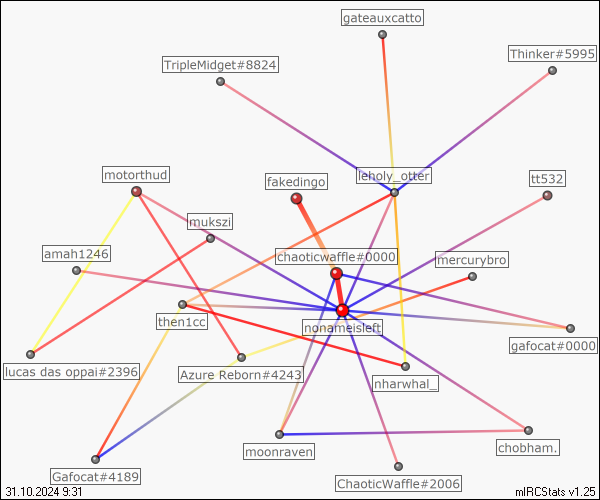 gateauxcatto
Thinker#5995
TripleMidget#8824
motorthud
leholy_otter
fakedingo
tt532
mukszi
amah1246
chaoticwaffle#0000
mercurybro
then1cc
nonameisleft
gafocat#0000
lucas das oppai#2396
Azure Reborn#4243
nharwhal_
moonraven
chobham.
Gafocat#4189
ChaoticWaffle#2006
31.10.2024 9:31
mIRCStats v1.25